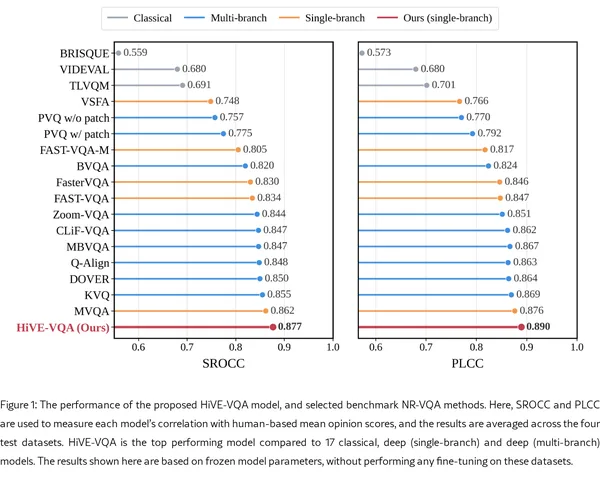 Classical Multi-branch Single-branch Ours (single-branch)
BRISQUE 0.559 0.573
VIDEVAL 0.680 0.680
TLVQM 0.691 0.701
VSFA 0.748 0.766
PVQ w/o patch 0.757 0.770
PVQ w/ patch 0.775 0.792
FAST-VQA-M 0.805 0.817
BVQA 0.820 0.824
FasterVQA 0.830 0.846
FAST-VQA 0.834 0.847
Zoom-VQA 0.844 0.851
CLiF-VQA 0.847 0.862
MBVQA 0.847 0.867
Q-Align 0.848 0.863
DOVER 0.850 0.864
KVQ 0.855 0.869
MVQA 0.862 0.876
HiVE-VQA (Ours) 0.877 0.890
0.6 0.7 0.8 0.9 1.0 0.6 0.7 0.8 0.9 1.0
SROCC PLCC
Figure 1: The performance of the proposed HiVE-VQA model, and selected benchmark NR-VQA methods. Here, SROCC and PLCC
are used to measure each model's correlation with human-based mean opinion scores, and the results are averaged across the four
test datasets. HiVE-VQA is the top performing model compared to 17 classical, deep (single-branch) and deep (multi-branch)
models. The results shown here are based on frozen model parameters, without performing any fine-tuning on these datasets.